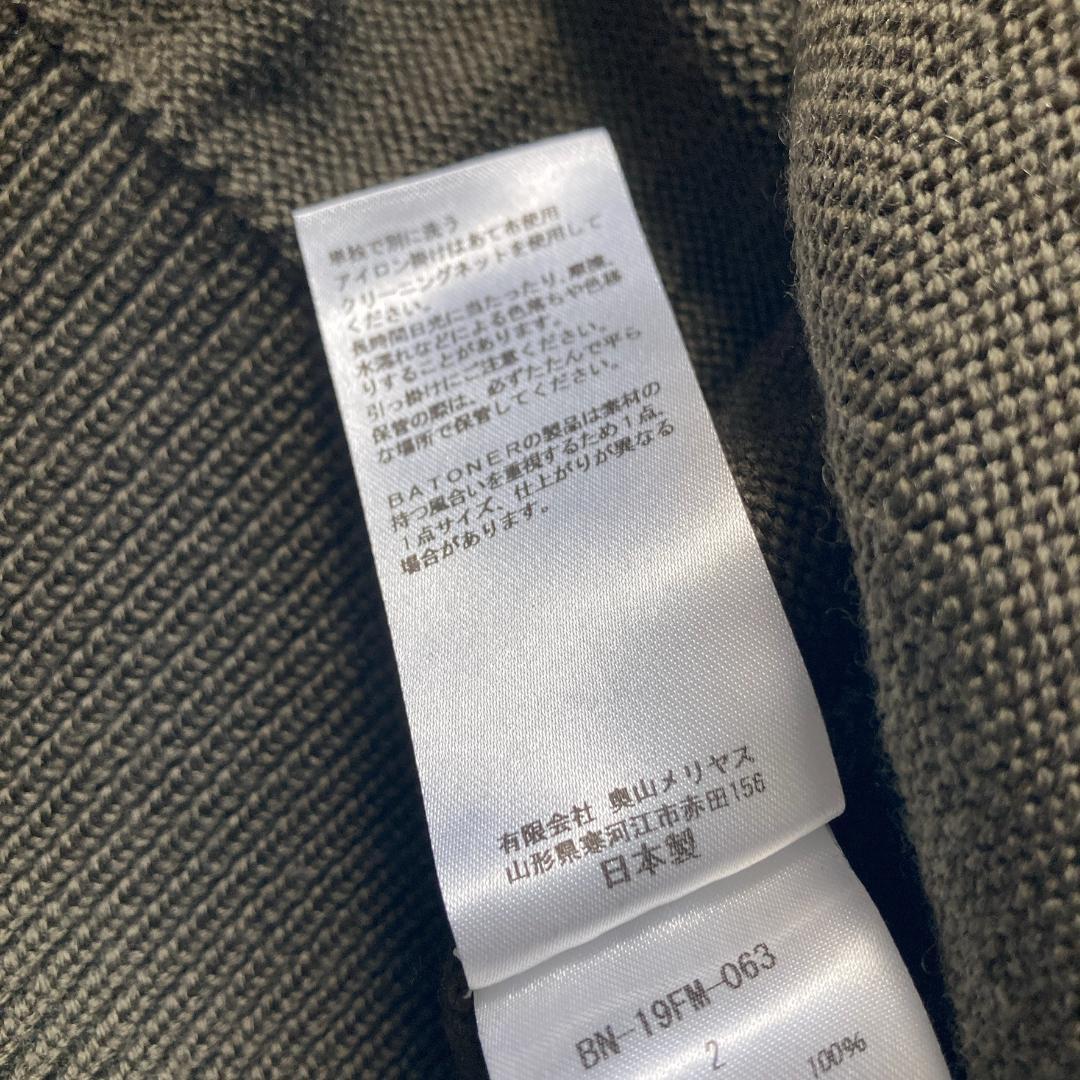 単独で別に洗う
アイロン掛けはあて布使用
クリーニングネットを使用して
ください。
長時間日光に当たったり、摩擦、
水濡れなどによる色落ちや色移
りすることがあります。
引っ掛けにご注意ください。
保管の際は、必ずたたんで平ら
な場所で保管してください。
BATONERの製品は素材の
持つ風合いを重視するため1点、
1点サイズ、仕上がりが異なる
場合があります。
有限会社 奥山メリヤス
山形県寒河江市赤田156
日本製
BN-19FM-063
2
100%